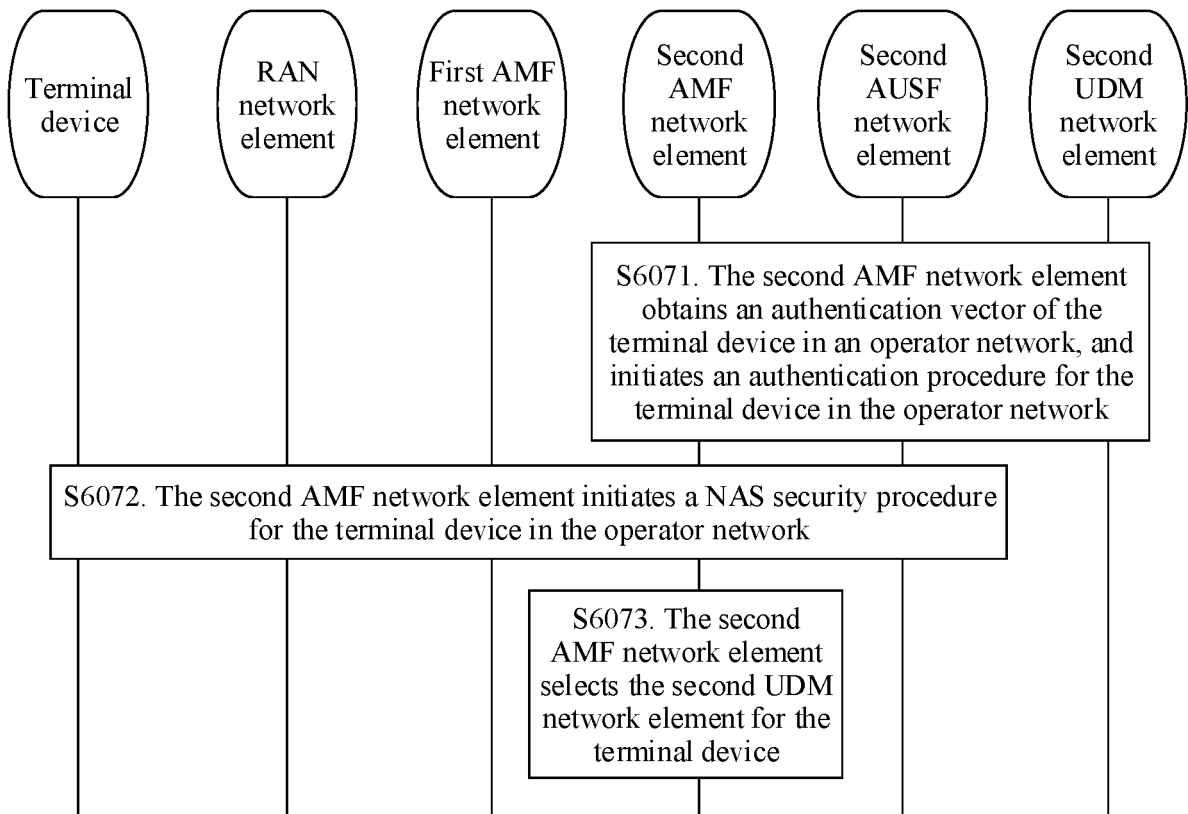 Terminal
device
RAN
network
element
First AMF
network
element
Second
AMF
network
element
Second
AUSF
network
element
Second
UDM
network
element
S6071. The second AMF network element
obtains an authentication vector of the
terminal device in an operator network, and
initiates an authentication procedure for the
terminal device in the operator network
S6072. The second AMF network element initiates a NAS security procedure
for the terminal device in the operator network
S6073. The second
AMF network element
selects the second UDM
network element for the
terminal device